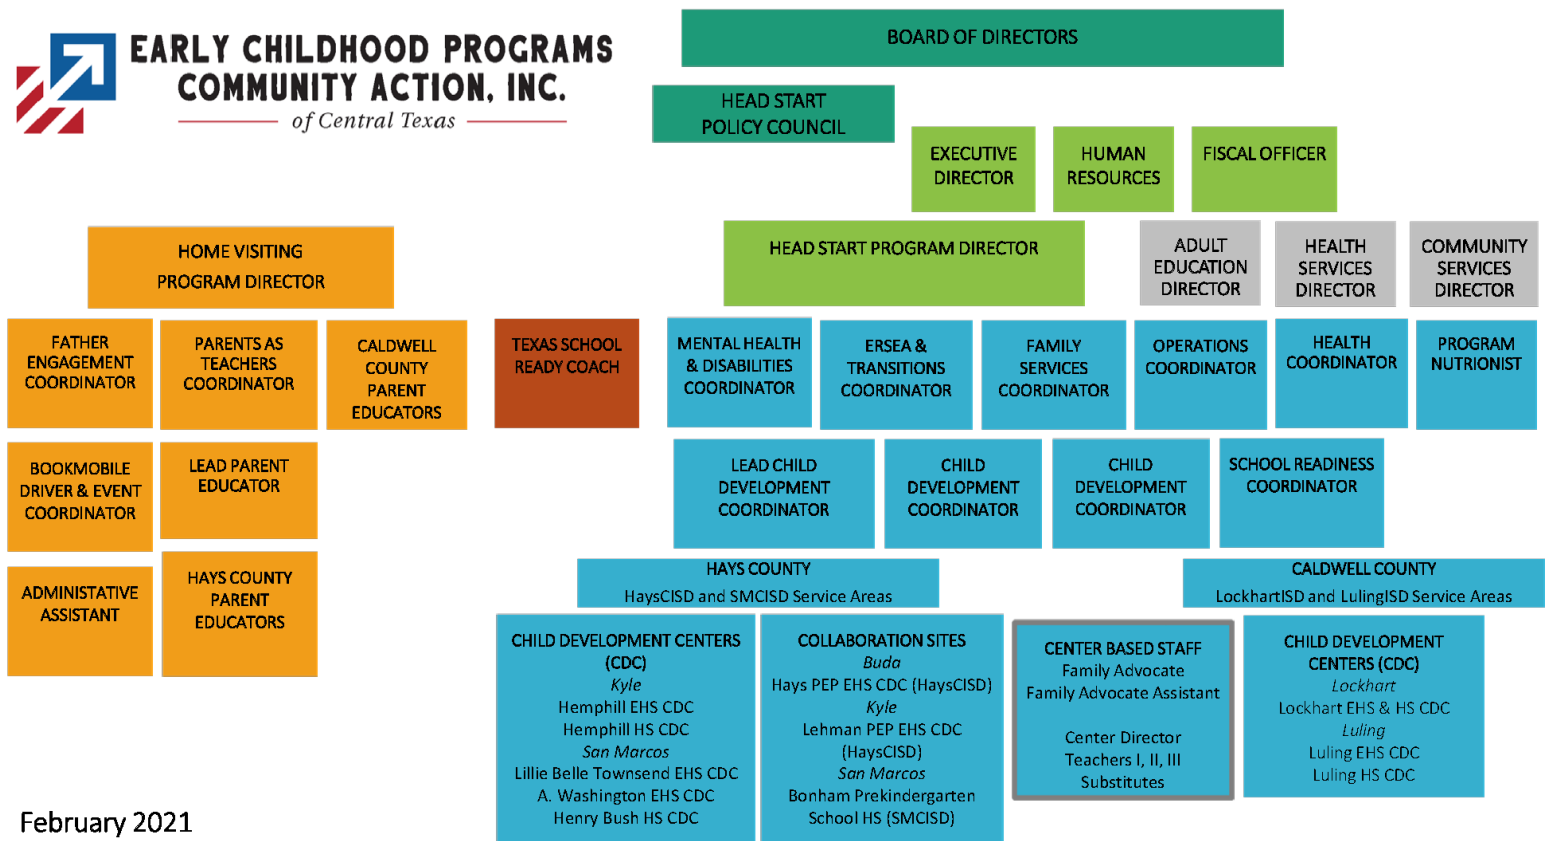 EARLY CHILDHOOD PROGRAMS
COMMUNITY ACTION, INC.
of Central Texas
BOARD OF DIRECTORS
HEAD START
POLICY COUNCIL
EXECUTIVE
DIRECTOR
HUMAN
RESOURCES
FISCAL OFFICER
HOME VISITING
PROGRAM DIRECTOR
HEAD START PROGRAM DIRECTOR
ADULT
EDUCATION
DIRECTOR
HEALTH
SERVICES
DIRECTOR
COMMUNITY
SERVICES
DIRECTOR
FATHER
ENGAGEMENT
COORDINATOR
PARENTS AS
TEACHERS
COORDINATOR
CALDWELL
COUNTY
PARENT
EDUCATORS
TEXAS SCHOOL
READY COACH
MENTAL HEALTH
& DISABILITIES
COORDINATOR
ERSEA &
TRANSITIONS
COORDINATOR
FAMILY
SERVICES
COORDINATOR
OPERATIONS
COORDINATOR
HEALTH
COORDINATOR
PROGRAM
NUTRIONIST
BOOKMOBILE
DRIVER & EVENT
COORDINATOR
LEAD PARENT
EDUCATOR
LEAD CHILD
DEVELOPMENT
COORDINATOR
CHILD
DEVELOPMENT
COORDINATOR
CHILD
DEVELOPMENT
COORDINATOR
SCHOOL READINESS
COORDINATOR
ADMINISTATIVE
ASSISTANT
HAYS COUNTY
PARENT
EDUCATORS
HAYS COUNTY
HaysCISD and SMCISD Service Areas
CALDWELL COUNTY
LockhartISD and LulingISD Service Areas
CHILD DEVELOPMENT CENTERS
(CDC)
Kyle
Hemphill EHS CDC
Hemphill HS CDC
San Marcos
Lillie Belle Townsend EHS CDC
A. Washington EHS CDC
Henry Bush HS CDC
COLLABORATION SITES
Buda
Hays PEP EHS CDC (HaysCISD)
Kyle
Lehman PEP EHS CDC
(HaysCISD)
San Marcos
Bonham Prekindergarten
School HS (SMCISD)
CENTER BASED STAFF
Family Advocate
Family Advocate Assistant
Center Director
Teachers I, II, III
Substitutes
CHILD DEVELOPMENT
CENTERS (CDC)
Lockhart
Lockhart EHS & HS CDC
Luling
Luling EHS CDC
Luling HS CDC
February 2021